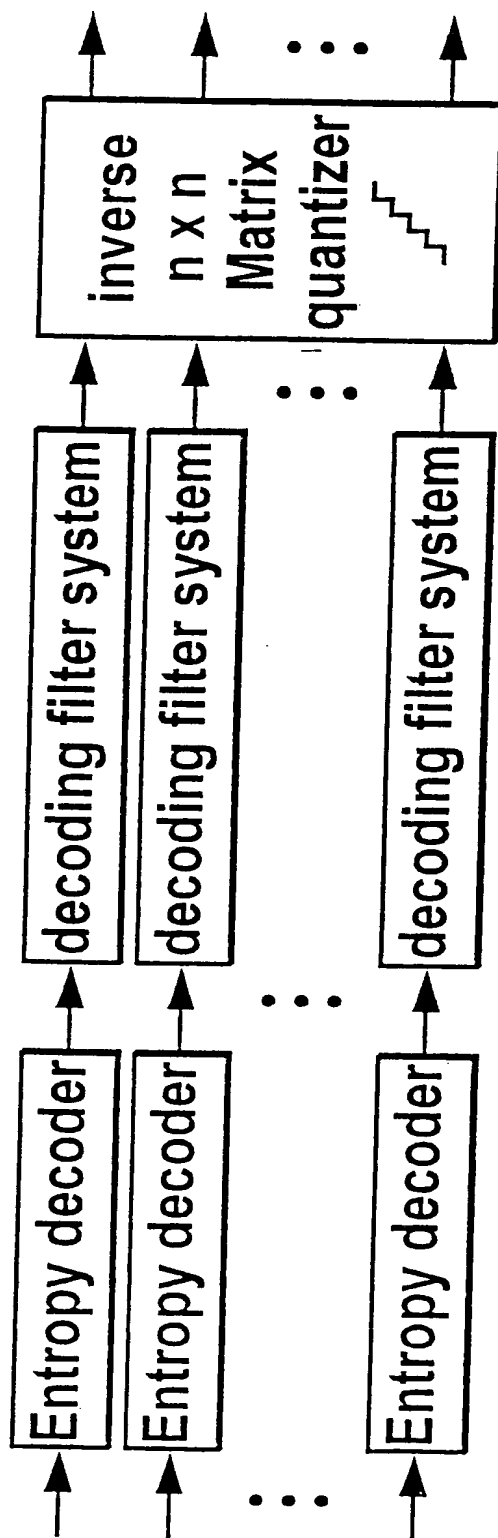 Entropy decoder
decoding filter system
Entropy decoder
decoding filter system
Entropy decoder
decoding filter system
inverse
n x n
Matrix
quantizer